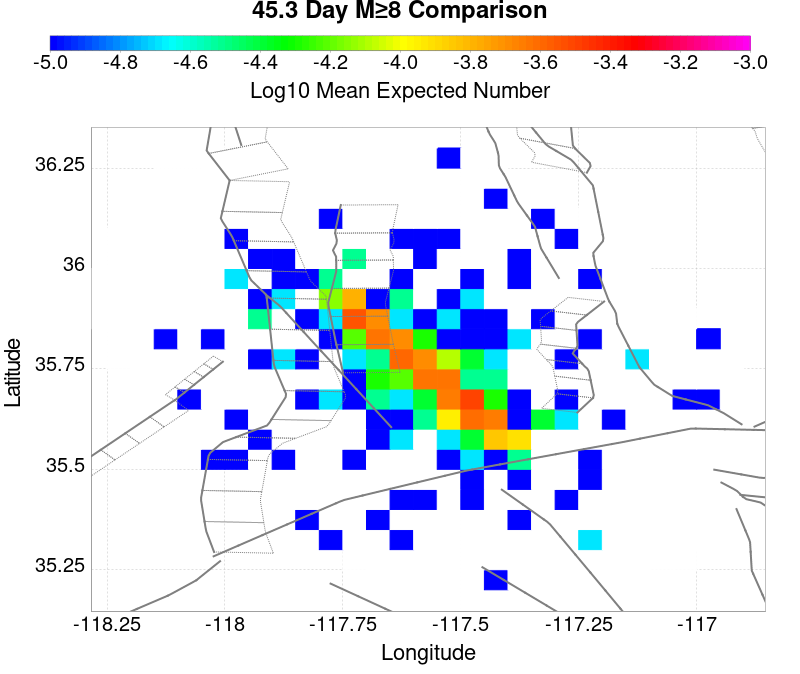 45.3 Day M≥8 Comparison
-5.0 -4.8 -4.6 -4.4 -4.2 -4.0 -3.8 -3.6 -3.4 -3.2 -3.0
Log10 Mean Expected Number
36.25
36
35.75
35.5
35.25
Latitude
-118.25 -118 -117.75 -117.5 -117.25 -117
Longitude